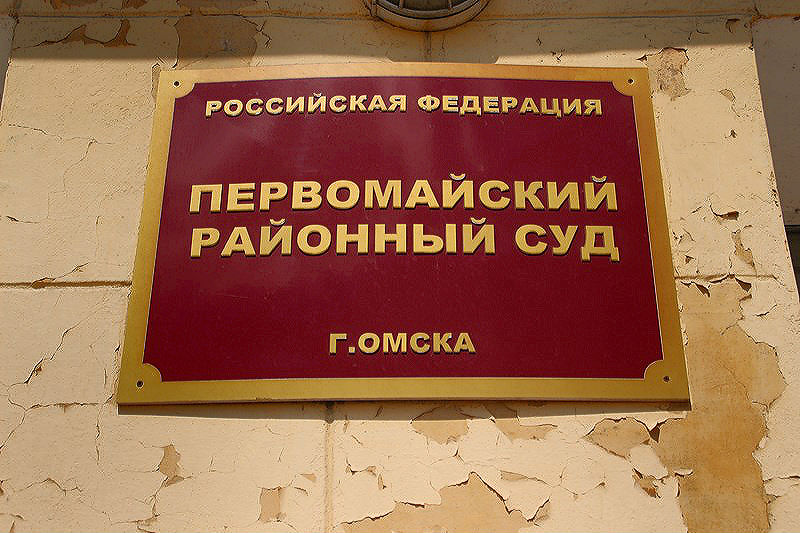 РОССИЙСКАЯ ФЕДЕРАЦИЯ
ПЕРВОМАЙСКИЙ
РАЙОННЫЙ СУД
Г.ОМСКА